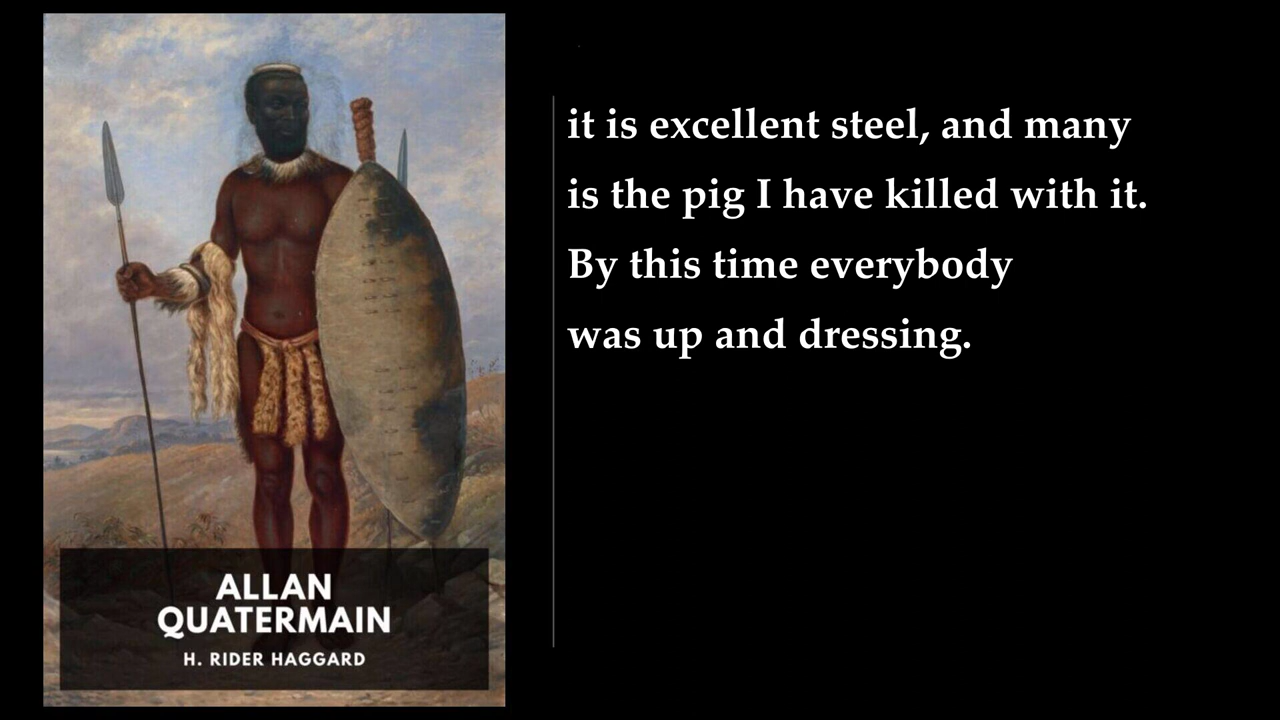 ALLAN
QUATERMAIN
H. RIDER HAGGARD
it is excellent steel, and many
is the pig I have killed with it.
By this time everybody
was up and dressing.